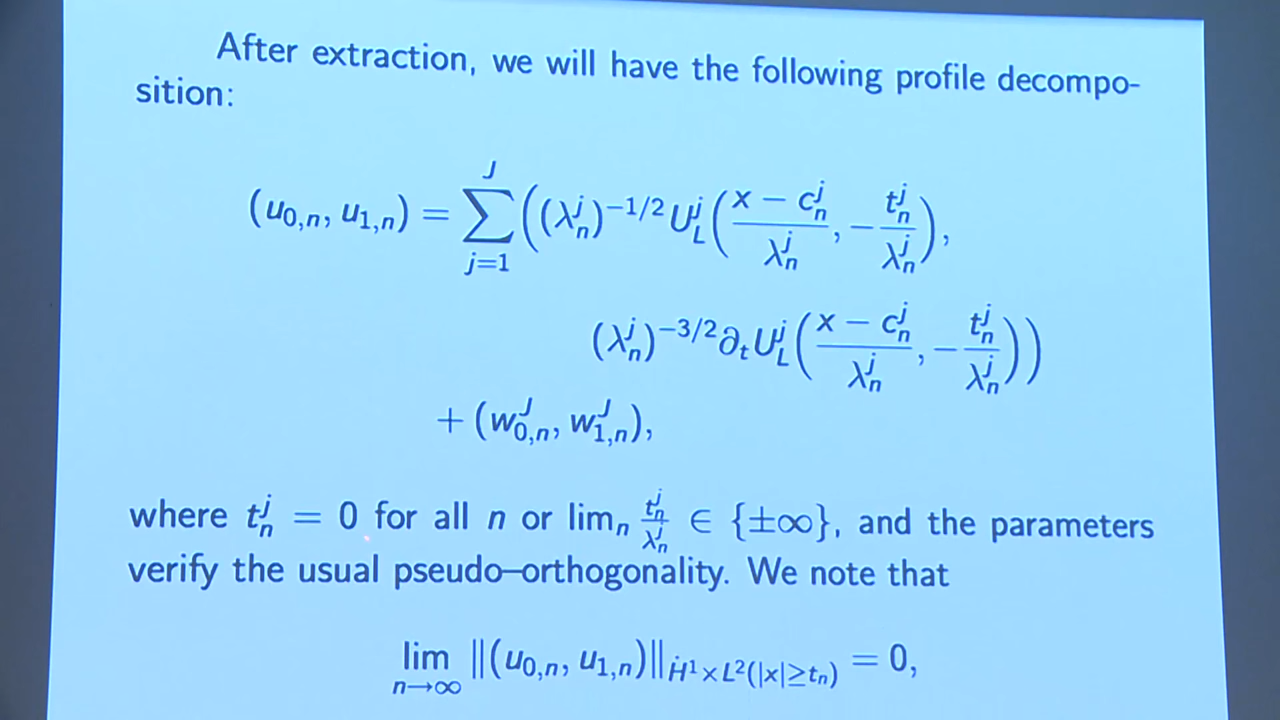 After extraction, we will have the following profile decompo-
sition:
$(u_{0,n}, u_{1,n}) = \sum_{j=1}^{J} \Big( (\lambda_n^j)^{-1/2} U_L^j \Big( \frac{x - c_n^j}{\lambda_n^j}, -\frac{t_n^j}{\lambda_n^j} \Big),$
$(\lambda_n^j)^{-3/2} \partial_t U_L^j \Big( \frac{x - c_n^j}{\lambda_n^j}, -\frac{t_n^j}{\lambda_n^j} \Big) \Big)$
$+ (w_{0,n}^J, w_{1,n}^J),$
where $t_n^j = 0$ for all $n$ or $\lim_n \frac{t_n^j}{\lambda_n^j} \in \{\pm\infty\}$, and the parameters
verify the usual pseudo–orthogonality. We note that
$\lim_{n \to \infty} \|(u_{0,n}, u_{1,n})\|_{\dot{H}^1 \times L^2(|x| \geq t_n)} = 0,$